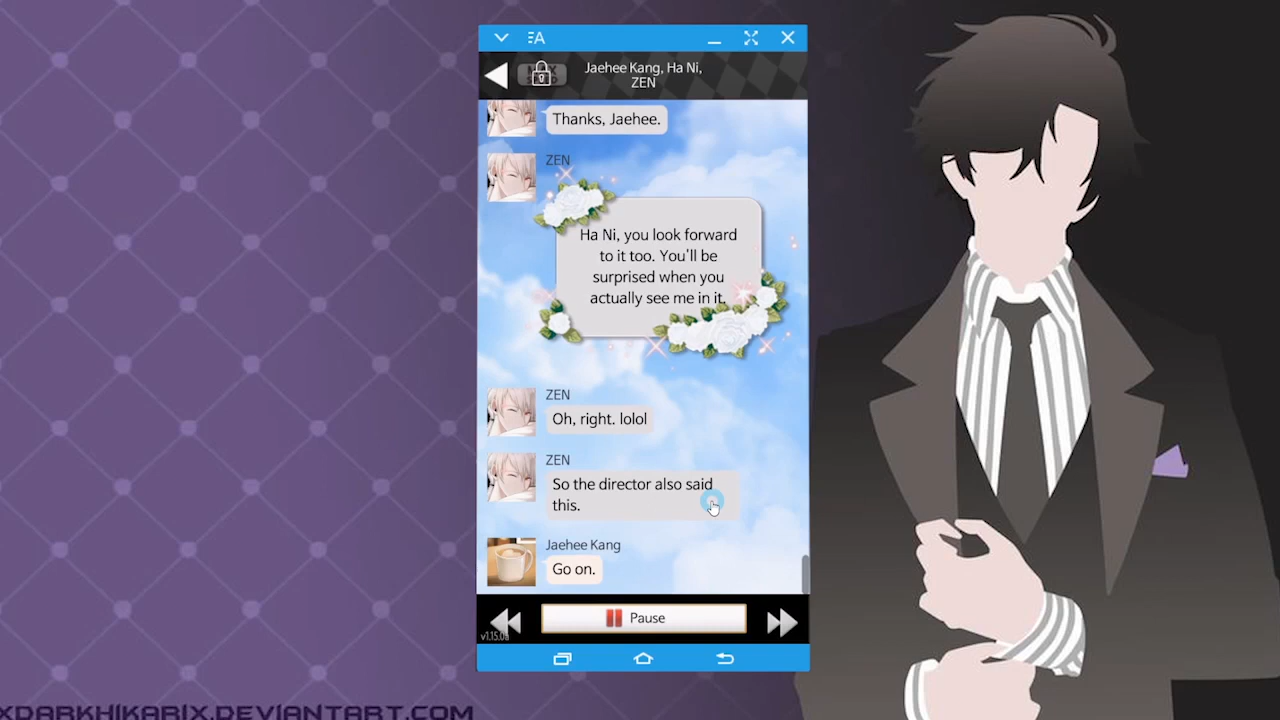 Jaehee Kang, Ha Ni,
ZEN
Thanks, Jaehee.
ZEN
Ha Ni, you look forward
to it too. You'll be
surprised when you
actually see me in it.
ZEN
Oh, right. lolol
ZEN
So the director also said
this.
Jaehee Kang
Go on.
Pause
XDARKHIKARIX.DEVIANTART.COM